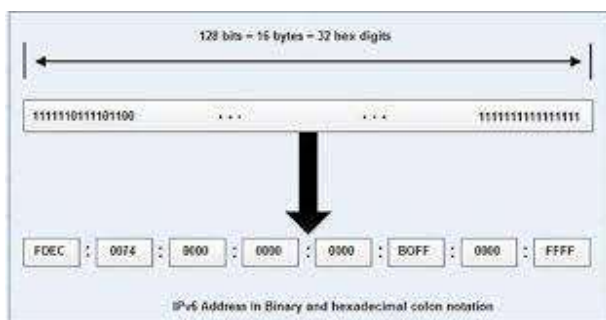 128 bits = 16 bytes = 32 hex digits
1111110111101100 ... ... 1111111111111111
FDEC : 0074 : 0000 : 0000 : 0000 : BOFF : 0000 : FFFF
IPv6 Address in Binary and hexadecimal colon notation